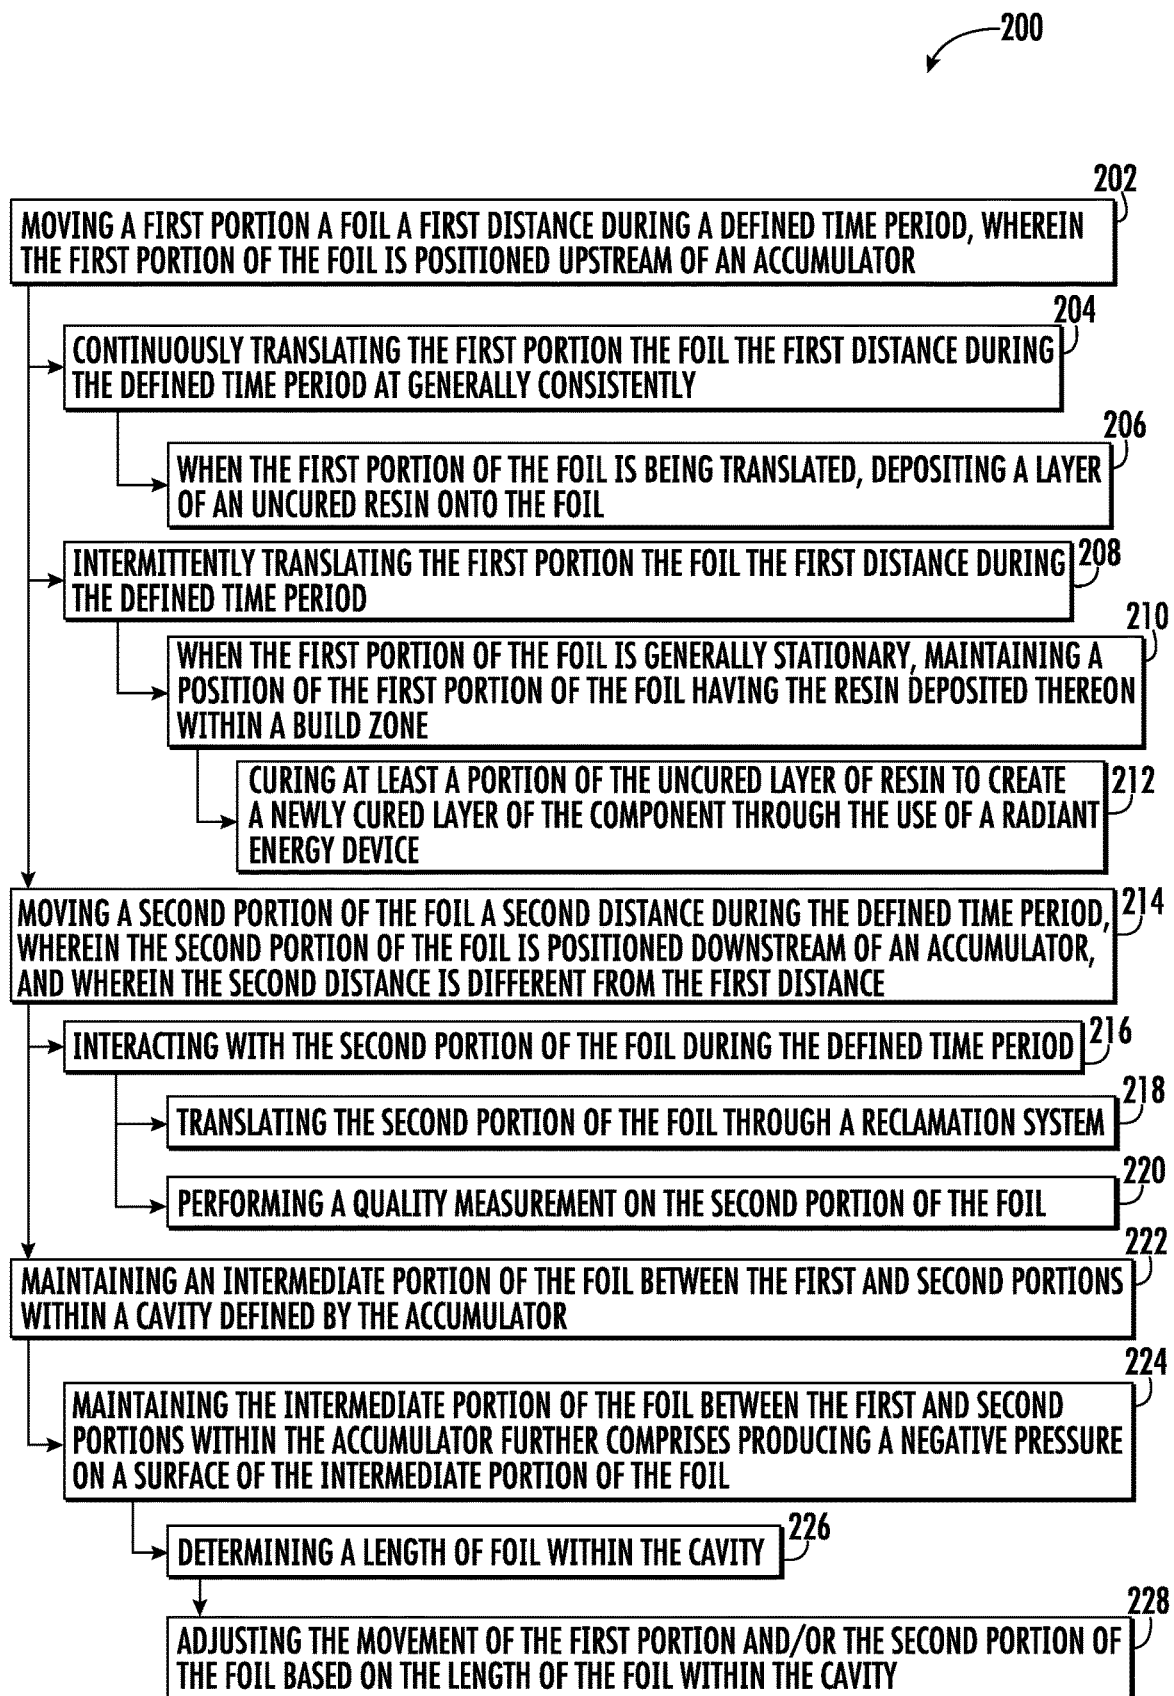 200
202
MOVING A FIRST PORTION A FOIL A FIRST DISTANCE DURING A DEFINED TIME PERIOD, WHEREIN
THE FIRST PORTION OF THE FOIL IS POSITIONED UPSTREAM OF AN ACCUMULATOR
204
CONTINUOUSLY TRANSLATING THE FIRST PORTION THE FOIL THE FIRST DISTANCE DURING
THE DEFINED TIME PERIOD AT GENERALLY CONSISTENTLY
206
WHEN THE FIRST PORTION OF THE FOIL IS BEING TRANSLATED, DEPOSITING A LAYER
OF AN UNCURED RESIN ONTO THE FOIL
208
INTERMITTENTLY TRANSLATING THE FIRST PORTION THE FOIL THE FIRST DISTANCE DURING
THE DEFINED TIME PERIOD
210
WHEN THE FIRST PORTION OF THE FOIL IS GENERALLY STATIONARY, MAINTAINING A
POSITION OF THE FIRST PORTION OF THE FOIL HAVING THE RESIN DEPOSITED THEREON
WITHIN A BUILD ZONE
212
CURING AT LEAST A PORTION OF THE UNCURED LAYER OF RESIN TO CREATE
A NEWLY CURED LAYER OF THE COMPONENT THROUGH THE USE OF A RADIANT
ENERGY DEVICE
214
MOVING A SECOND PORTION OF THE FOIL A SECOND DISTANCE DURING THE DEFINED TIME PERIOD,
WHEREIN THE SECOND PORTION OF THE FOIL IS POSITIONED DOWNSTREAM OF AN ACCUMULATOR,
AND WHEREIN THE SECOND DISTANCE IS DIFFERENT FROM THE FIRST DISTANCE
216
INTERACTING WITH THE SECOND PORTION OF THE FOIL DURING THE DEFINED TIME PERIOD
218
TRANSLATING THE SECOND PORTION OF THE FOIL THROUGH A RECLAMATION SYSTEM
220
PERFORMING A QUALITY MEASUREMENT ON THE SECOND PORTION OF THE FOIL
222
MAINTAINING AN INTERMEDIATE PORTION OF THE FOIL BETWEEN THE FIRST AND SECOND PORTIONS
WITHIN A CAVITY DEFINED BY THE ACCUMULATOR
224
MAINTAINING THE INTERMEDIATE PORTION OF THE FOIL BETWEEN THE FIRST AND SECOND
PORTIONS WITHIN THE ACCUMULATOR FURTHER COMPRISES PRODUCING A NEGATIVE PRESSURE
ON A SURFACE OF THE INTERMEDIATE PORTION OF THE FOIL
226
DETERMINING A LENGTH OF FOIL WITHIN THE CAVITY
228
ADJUSTING THE MOVEMENT OF THE FIRST PORTION AND/OR THE SECOND PORTION OF
THE FOIL BASED ON THE LENGTH OF THE FOIL WITHIN THE CAVITY